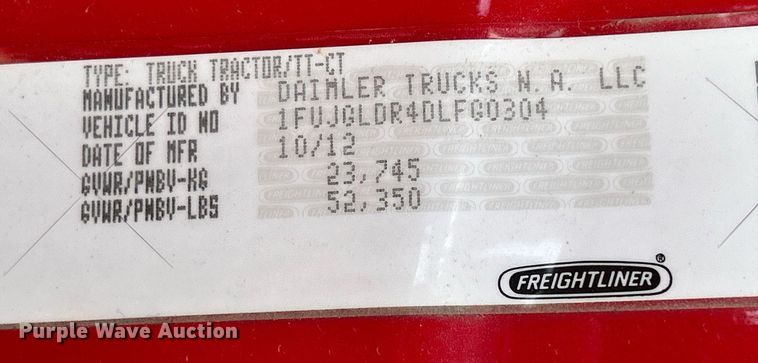 TYPE: TRUCK TRACTOR/TT-CT
MANUFACTURED BY DAIMLER TRUCKS N.A. LLC
VEHICLE ID NO 1FUJGLDR4DLFG0304
DATE OF MFR 10/12
GVWR/PNBV-KG 23,745
GVWR/PNBV-LBS 52,350
FREIGHTLINER
Purple Wave Auction